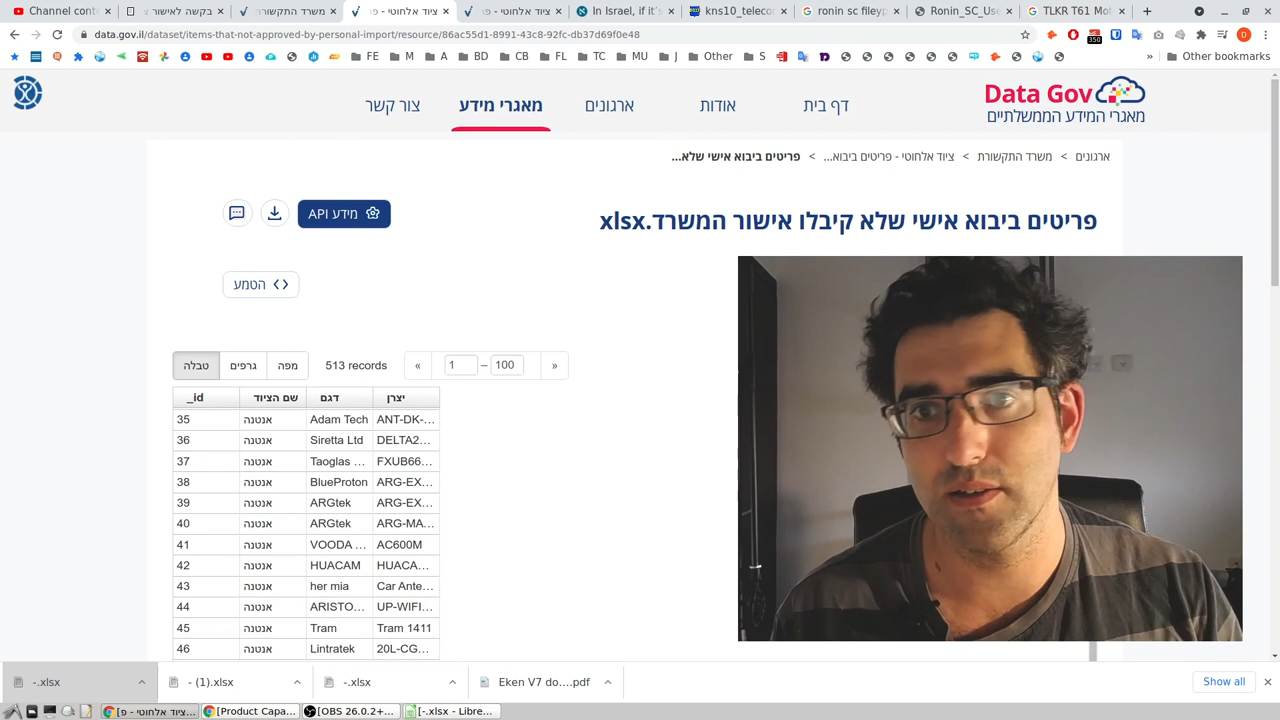 Channel cont
בקשה לאישור צ
משרד התקשורת
ציוד אלחוטי - פר
ציוד אלחוטי - פ
In Israel, if it's
kns10_teleco
ronin sc filep
Ronin_SC_Use
TLKR T61 Mot
data.gov.il/dataset/items-that-not-approved-by-personal-import/resource/86ac55d1-8991-43c8-92fc-db37d69f0e48
350
D
FE
M
A
BD
CB
FL
TC
MU
J
Other
S
»
Other bookmarks
Data Gov
מאגרי המידע הממשלתיים
דף בית
אודות
ארגונים
מאגרי מידע
צור קשר
ארגונים > משרד התקשורת > ציוד אלחוטי - פריטים ביבוא... > פריטים ביבוא אישי שלא...
פריטים ביבוא אישי שלא קיבלו אישור המשרד.xlsx
מידע API
הטמע
טבלה
גרפים
מפה
513 records
«
1
–
100
»
_id שם הציוד דגם יצרן
35 אנטנה Adam Tech ANT-DK-...
36 אנטנה Siretta Ltd DELTA2...
37 אנטנה Taoglas ... FXUB66...
38 אנטנה BlueProton ARG-EX...
39 אנטנה ARGtek ARG-EX...
40 אנטנה ARGtek ARG-MA...
41 אנטנה VOODA ... AC600M
42 אנטנה HUACAM HUACA...
43 אנטנה her mia Car Ante...
44 אנטנה ARISTO... UP-WIFI...
45 אנטנה Tram Tram 1411
46 אנטנה Lintratek 20L-CG...
-.xlsx
- (1).xlsx
-.xlsx
Eken V7 do....pdf
Show all
[ציוד אלחוטי - פ...
[Product Capa...
[OBS 26.0.2+...
[-.xlsx - Libre...